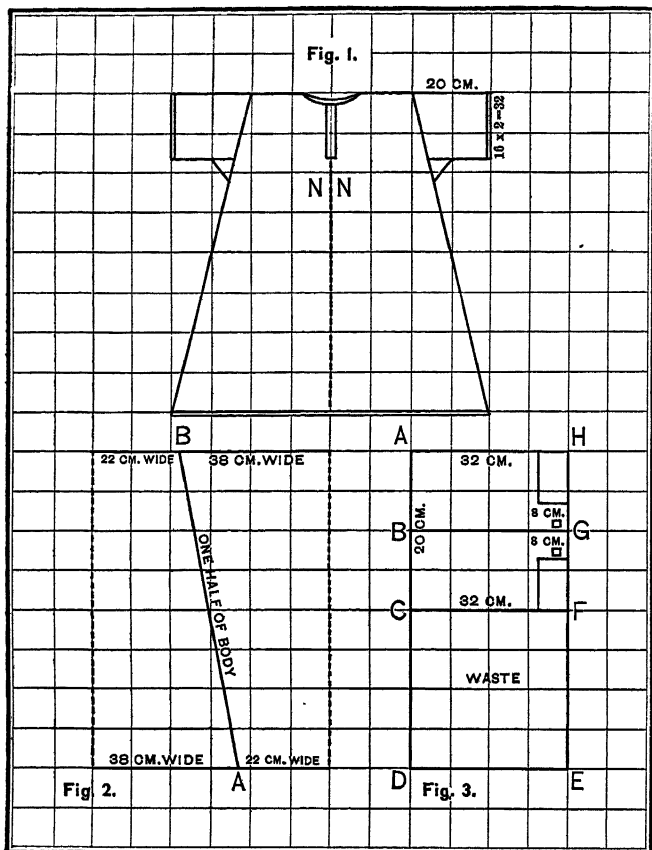 Fig. 1.
20 CM.
16 x 2=32
N N
B A H
22 CM. WIDE 38 CM. WIDE 32 CM.
8 CM.
B G
20 CM.
8 CM.
ONE HALF OF BODY
C 32 CM. F
WASTE
38 CM. WIDE 22 CM. WIDE
Fig. 2. A D Fig. 3. E